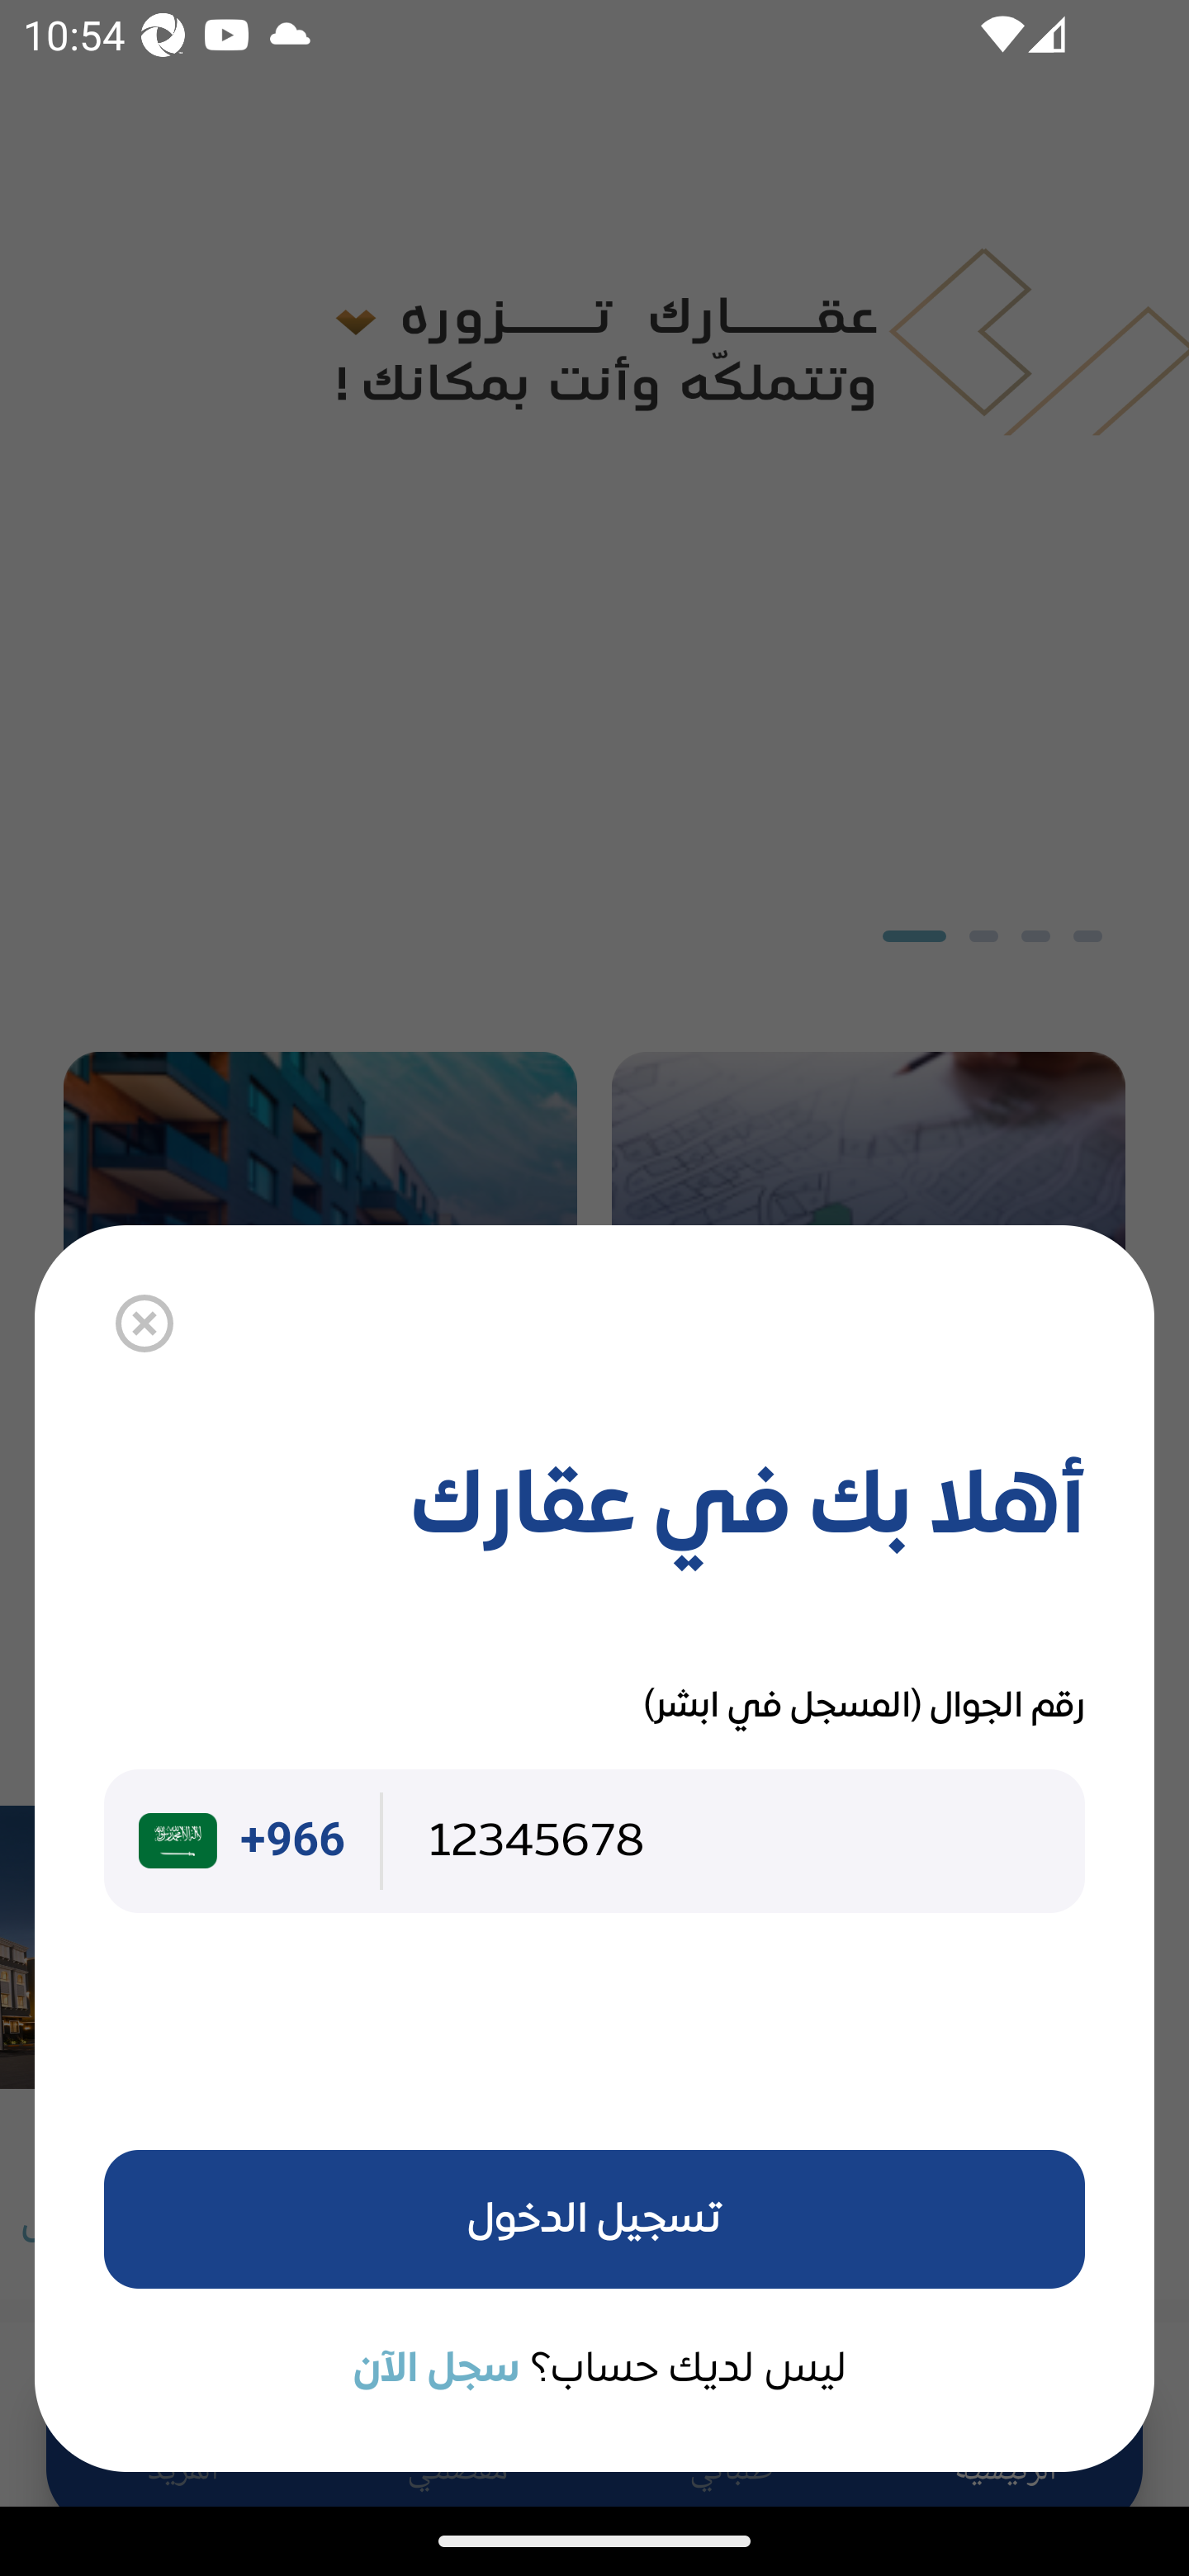 10:54
عقـــارك تــــزوره
وتتملكّه وأنت بمكانك !
أهلا بك في عقارك
رقم الجوال (المسجل في ابشر)
+966 12345678
تسجيل الدخول
ليس لديك حساب؟ سجل الآن